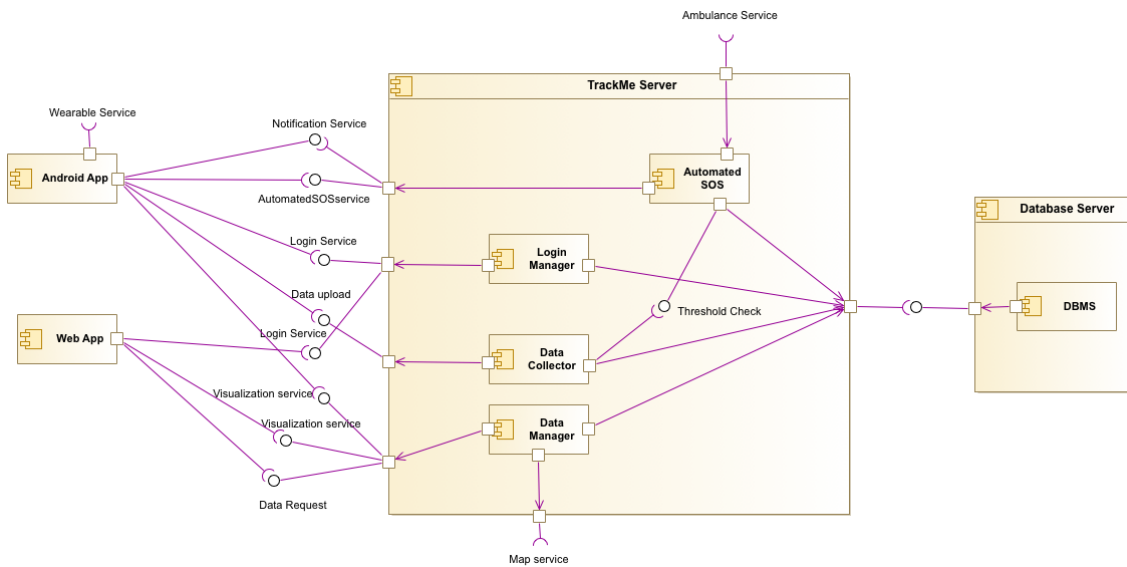 Ambulance Service
TrackMe Server
Wearable Service
Notification Service
Android App
Automated
SOS
AutomatedSOSservice
Database Server
Login Service
Login
Manager
Data upload
Threshold Check
DBMS
Login Service
Web App
Data
Collector
Visualization service
Visualization service
Data
Manager
Data Request
Map service